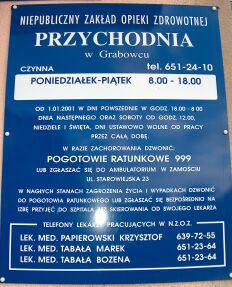 NIEPUBLICZNY ZAKŁAD OPIEKI ZDROWOTNEJ
PRZYCHODNIA
w Grabowcu
CZYNNA tel. 651-24-10
PONIEDZIAŁEK-PIĄTEK 8.00 - 18.00
OD 1.01.2001 W DNI POWSZEDNIE W GODZ. 18.00 - 8.00
DNIA NASTĘPNEGO ORAZ SOBOTY OD GODZ. 12.00,
NIEDZIELE I ŚWIĘTA, DNI USTAWOWO WOLNE OD PRACY
PRZEZ CAŁĄ DOBĘ.
W RAZIE ZACHOROWANIA DZWONIĆ:
POGOTOWIE RATUNKOWE 999
LUB ZGŁASZAĆ SIĘ DO AMBULATORIUM W ZAMOŚCIU
UL. STAROWIEJSKA 23
W NAGŁYCH STANACH ZAGROŻENIA ŻYCIA I WYPADKACH DZWONIĆ
DO POGOTOWIA RATUNKOWEGO LUB ZGŁASZAĆ SIĘ BEZPOŚREDNIO NA
IZBĘ PRZYJĘĆ DO SZPITALA BEZ SKIEROWANIA OD SWOJEGO LEKARZA
TELEFONY LEKARZY PRACUJĄCYCH W N.Z.O.Z.
LEK. MED. PAPIEROWSKI KRZYSZTOF 639-72-55
LEK. MED. TABAŁA MAREK 651-23-64
LEK. MED. TABAŁA BOŻENA 651-23-64